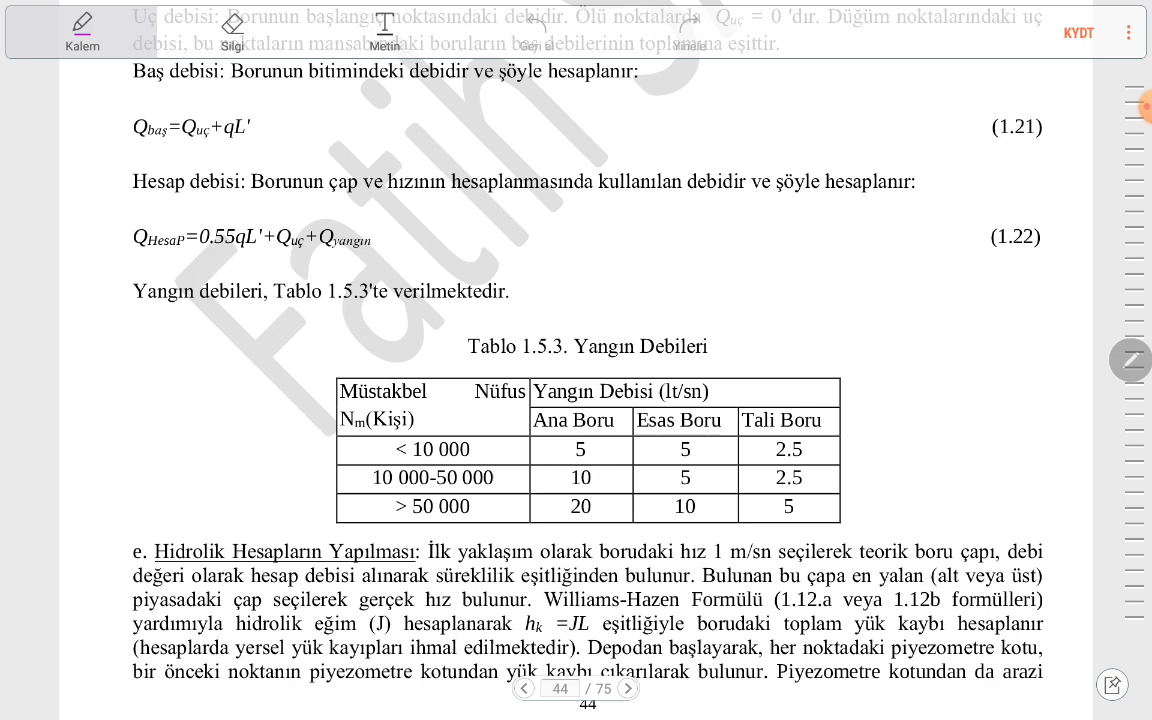 Uç debisi: Borunun başlangıç noktasındaki debidir. Ölü noktalarda Quç = 0 'dır. Düğüm noktalarındaki uç
debisi, bu noktaların mansabındaki boruların baş debilerinin toplamına eşittir.
Kalem
Silgi
Metin
Geri al
Yinele
KYDT
Baş debisi: Borunun bitimindeki debidir ve şöyle hesaplanır:
Qbaş=Quç+qL' (1.21)
Hesap debisi: Borunun çap ve hızının hesaplanmasında kullanılan debidir ve şöyle hesaplanır:
QHesaP=0.55qL'+Quç+Qyangın (1.22)
Yangın debileri, Tablo 1.5.3'te verilmektedir.
Tablo 1.5.3. Yangın Debileri
Müstakbel Nüfus Yangın Debisi (lt/sn)
Nm(Kişi) Ana Boru Esas Boru Tali Boru
< 10 000 5 5 2.5
10 000-50 000 10 5 2.5
> 50 000 20 10 5
e. Hidrolik Hesapların Yapılması: İlk yaklaşım olarak borudaki hız 1 m/sn seçilerek teorik boru çapı, debi
değeri olarak hesap debisi alınarak süreklilik eşitliğinden bulunur. Bulunan bu çapa en yalan (alt veya üst)
piyasadaki çap seçilerek gerçek hız bulunur. Williams-Hazen Formülü (1.12.a veya 1.12b formülleri)
yardımıyla hidrolik eğim (J) hesaplanarak hk =JL eşitliğiyle borudaki toplam yük kaybı hesaplanır
(hesaplarda yersel yük kayıpları ihmal edilmektedir). Depodan başlayarak, her noktadaki piyezometre kotu,
bir önceki noktanın piyezometre kotundan yük kaybı çıkarılarak bulunur. Piyezometre kotundan da arazi
44 / 75
44
Fatih